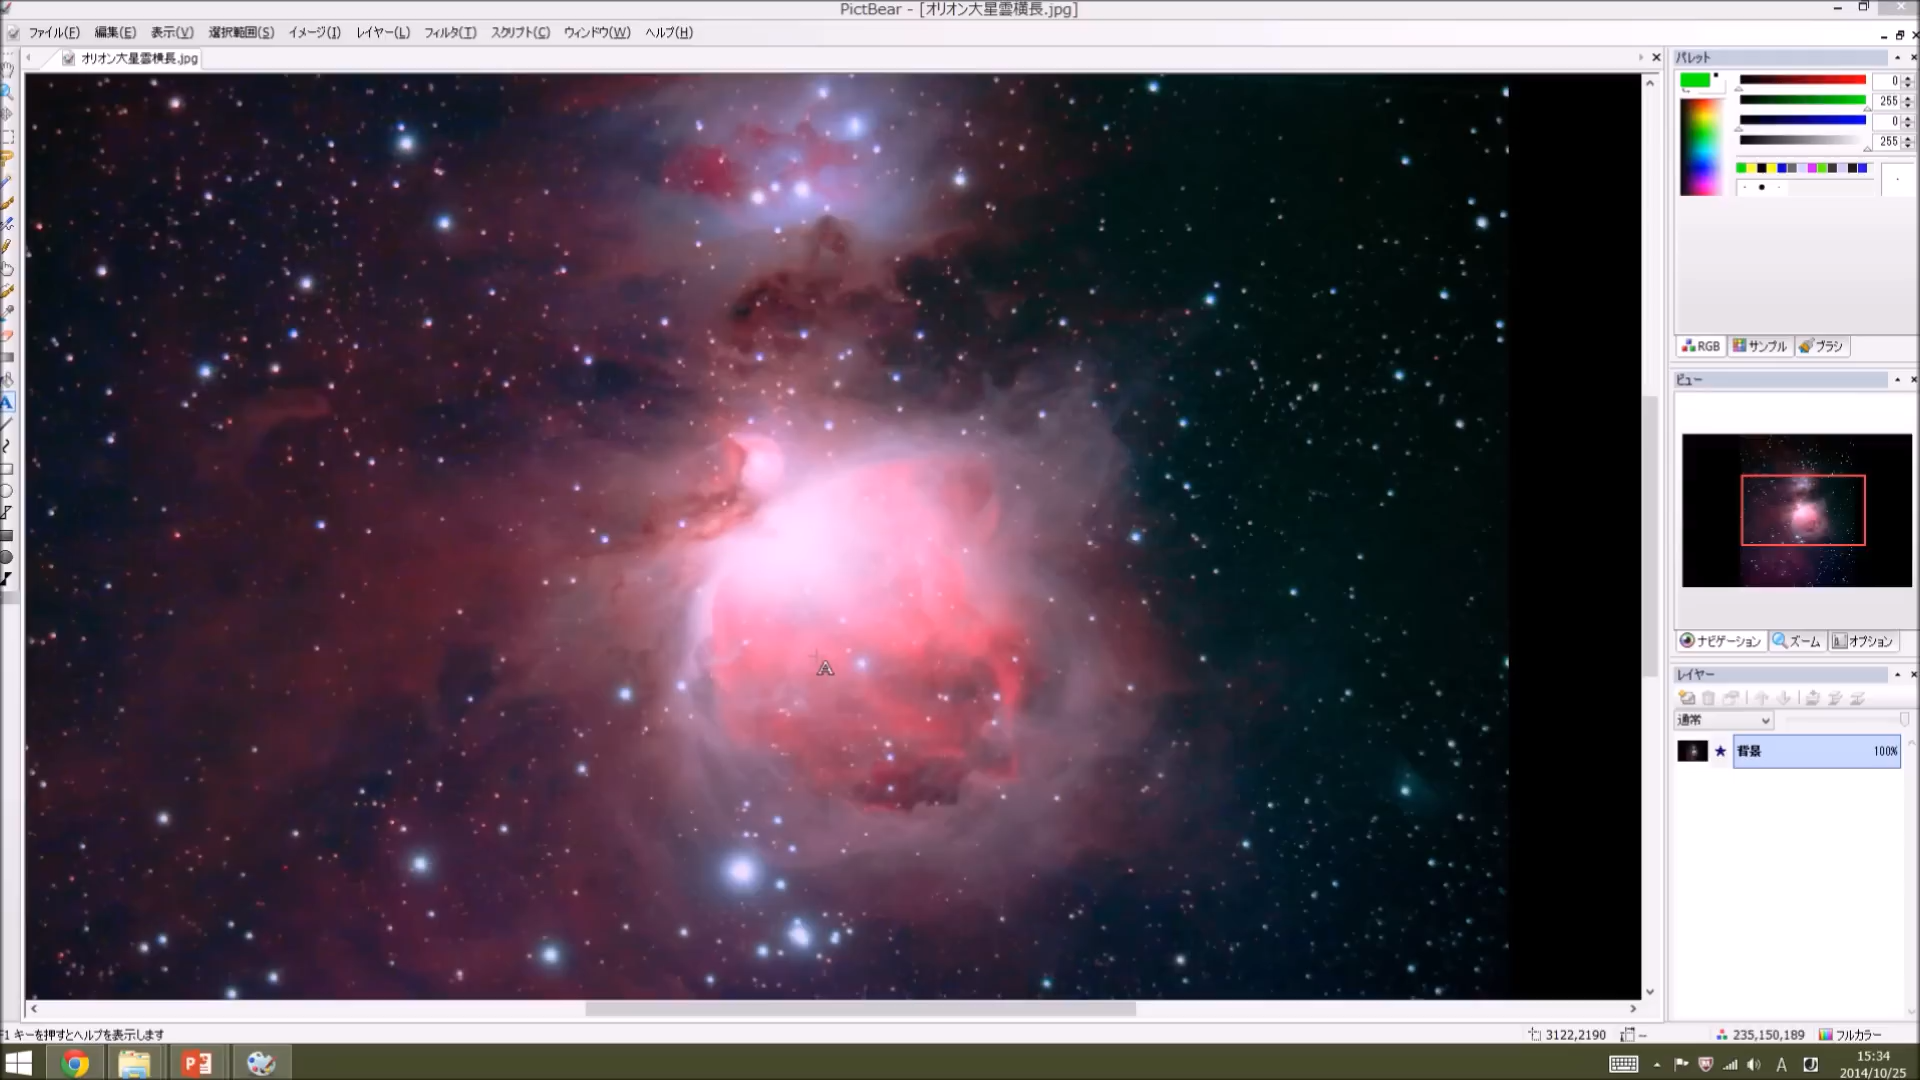 PictBear - [オリオン大星雲横長.jpg]
ファイル(F) 編集(E) 表示(V) 選択範囲(S) イメージ(I) レイヤー(L) フィルタ(T) スクリプト(C) ウィンドウ(W) ヘルプ(H)
オリオン大星雲横長.jpg
パレット
0
255
0
255
RGB サンプル ブラシ
ビュー
ナビゲーション ズーム オプション
レイヤー
通常
背景 100%
F1 キーを押すとヘルプを表示します
3122,2190
235,150,189 フルカラー
A
15:34
2014/10/25